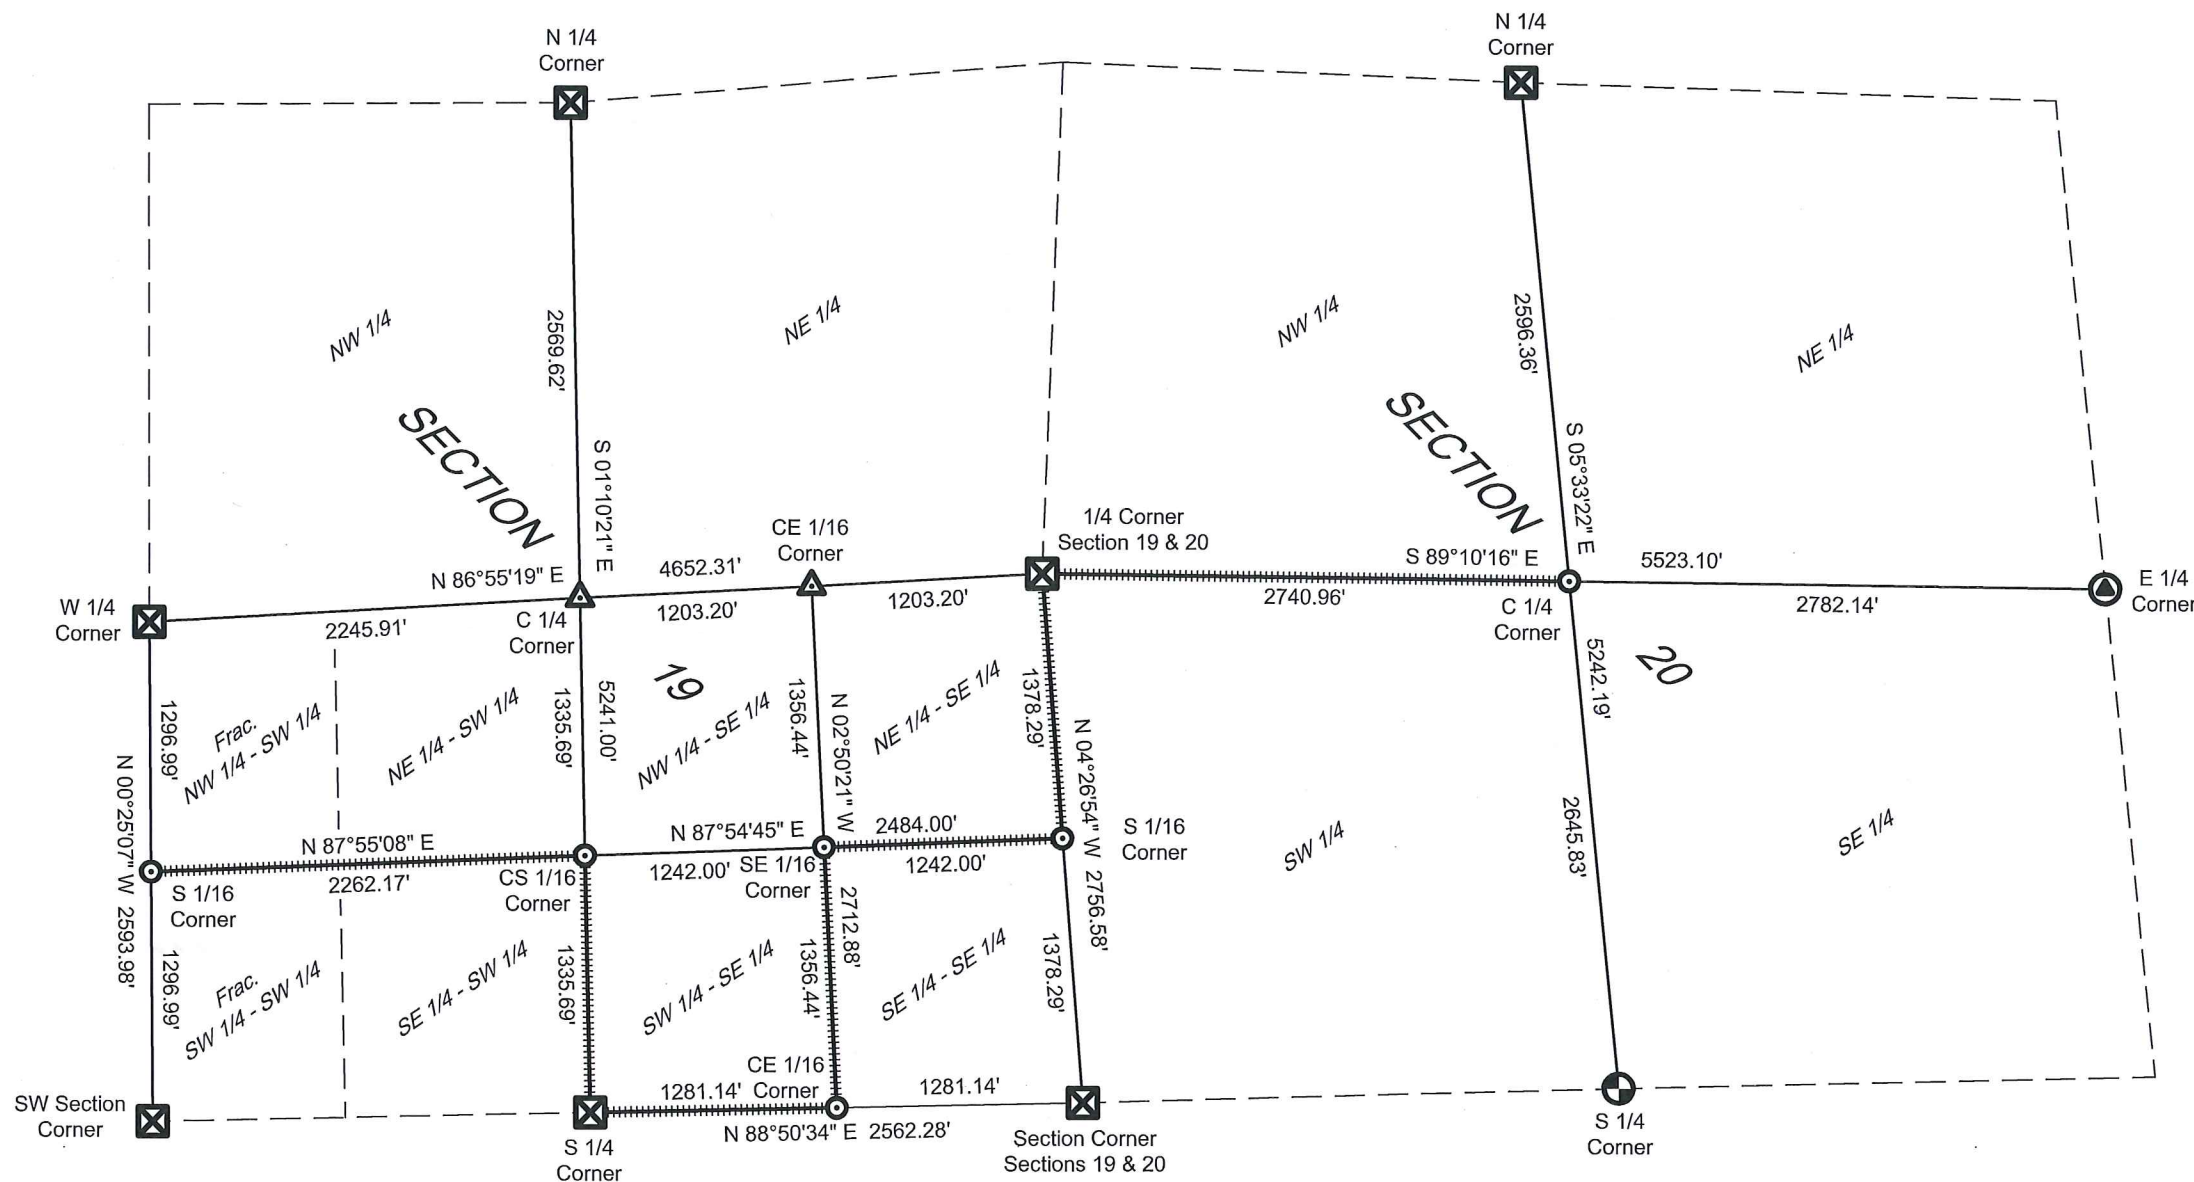 N 1/4
Corner
N 1/4
Corner
2569.62'
2596.36'
NW 1/4
NE 1/4
NW 1/4
NE 1/4
SECTION
SECTION
S 01°10'21" E
S 05°33'22" E
CE 1/16
Corner
1/4 Corner
Section 19 & 20
N 86°55'19" E
4652.31'
S 89°10'16" E
5523.10'
W 1/4
Corner
2245.91'
C 1/4
Corner
1203.20'
1203.20'
2740.96'
C 1/4
Corner
2782.14'
E 1/4
Corner
19
20
1296.99'
Frac.
NW 1/4 - SW 1/4
NE 1/4 - SW 1/4
1335.69'
5241.00'
NW 1/4 - SE 1/4
1356.44'
N 02°50'21" W
NE 1/4 - SE 1/4
1378.29'
N 04°26'54" W 2756.58'
5242.19'
N 00°25'07" W 2593.98'
N 87°55'08" E
2262.17'
N 87°54'45" E
1242.00'
2484.00'
1242.00'
S 1/16
Corner
S 1/16
Corner
CS 1/16
Corner
SE 1/16
Corner
SW 1/4
2645.83'
SE 1/4
1296.99'
Frac.
SW 1/4 - SW 1/4
SE 1/4 - SW 1/4
1335.69'
SW 1/4 - SE 1/4
1356.44'
2712.88'
SE 1/4 - SE 1/4
1378.29'
CE 1/16
Corner
1281.14'
1281.14'
SW Section
Corner
S 1/4
Corner
N 88°50'34" E 2562.28'
Section Corner
Sections 19 & 20
S 1/4
Corner